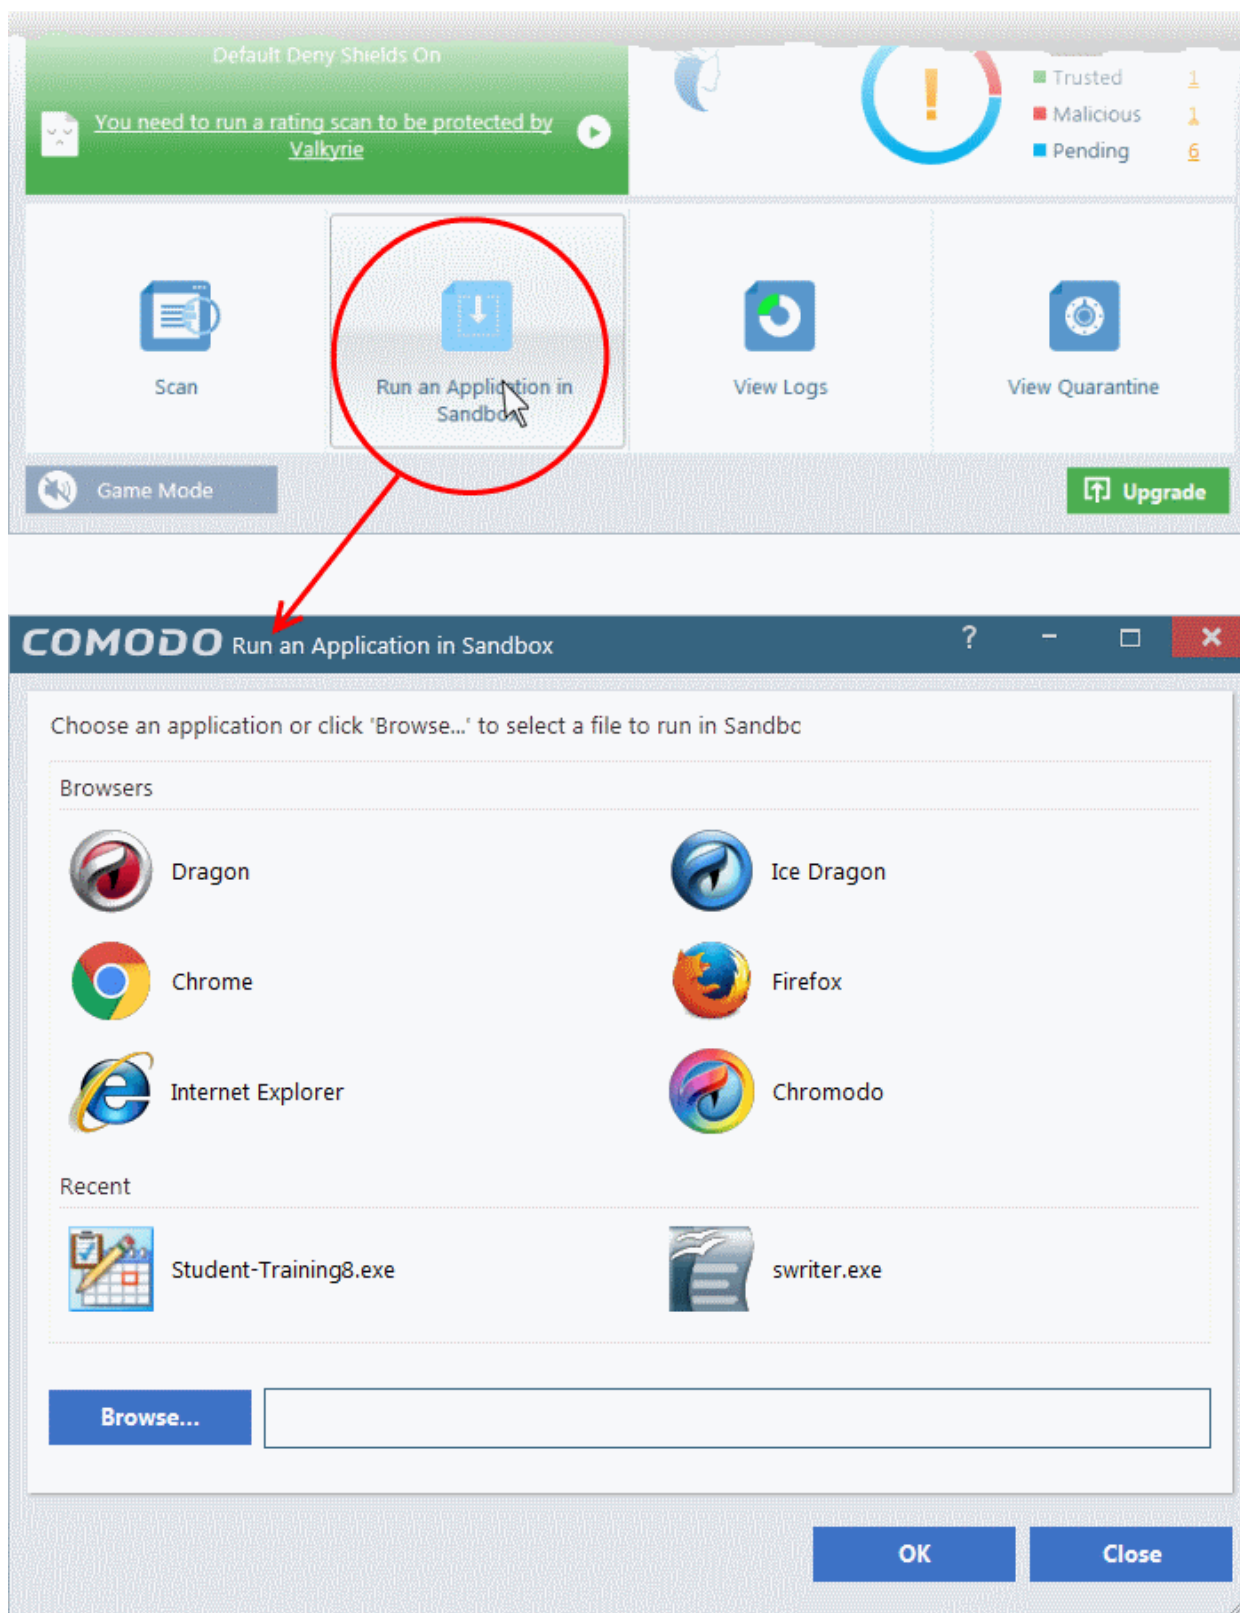 Default Deny Shields On
You need to run a rating scan to be protected by
Valkyrie
Trusted 1
Malicious 1
Pending 6
Scan
Run an Application in
Sandbox
View Logs
View Quarantine
Game Mode
Upgrade
COMODO Run an Application in Sandbox
Choose an application or click 'Browse...' to select a file to run in Sandbo
Browsers
Dragon
Ice Dragon
Chrome
Firefox
Internet Explorer
Chromodo
Recent
Student-Training8.exe
swriter.exe
Browse...
OK
Close